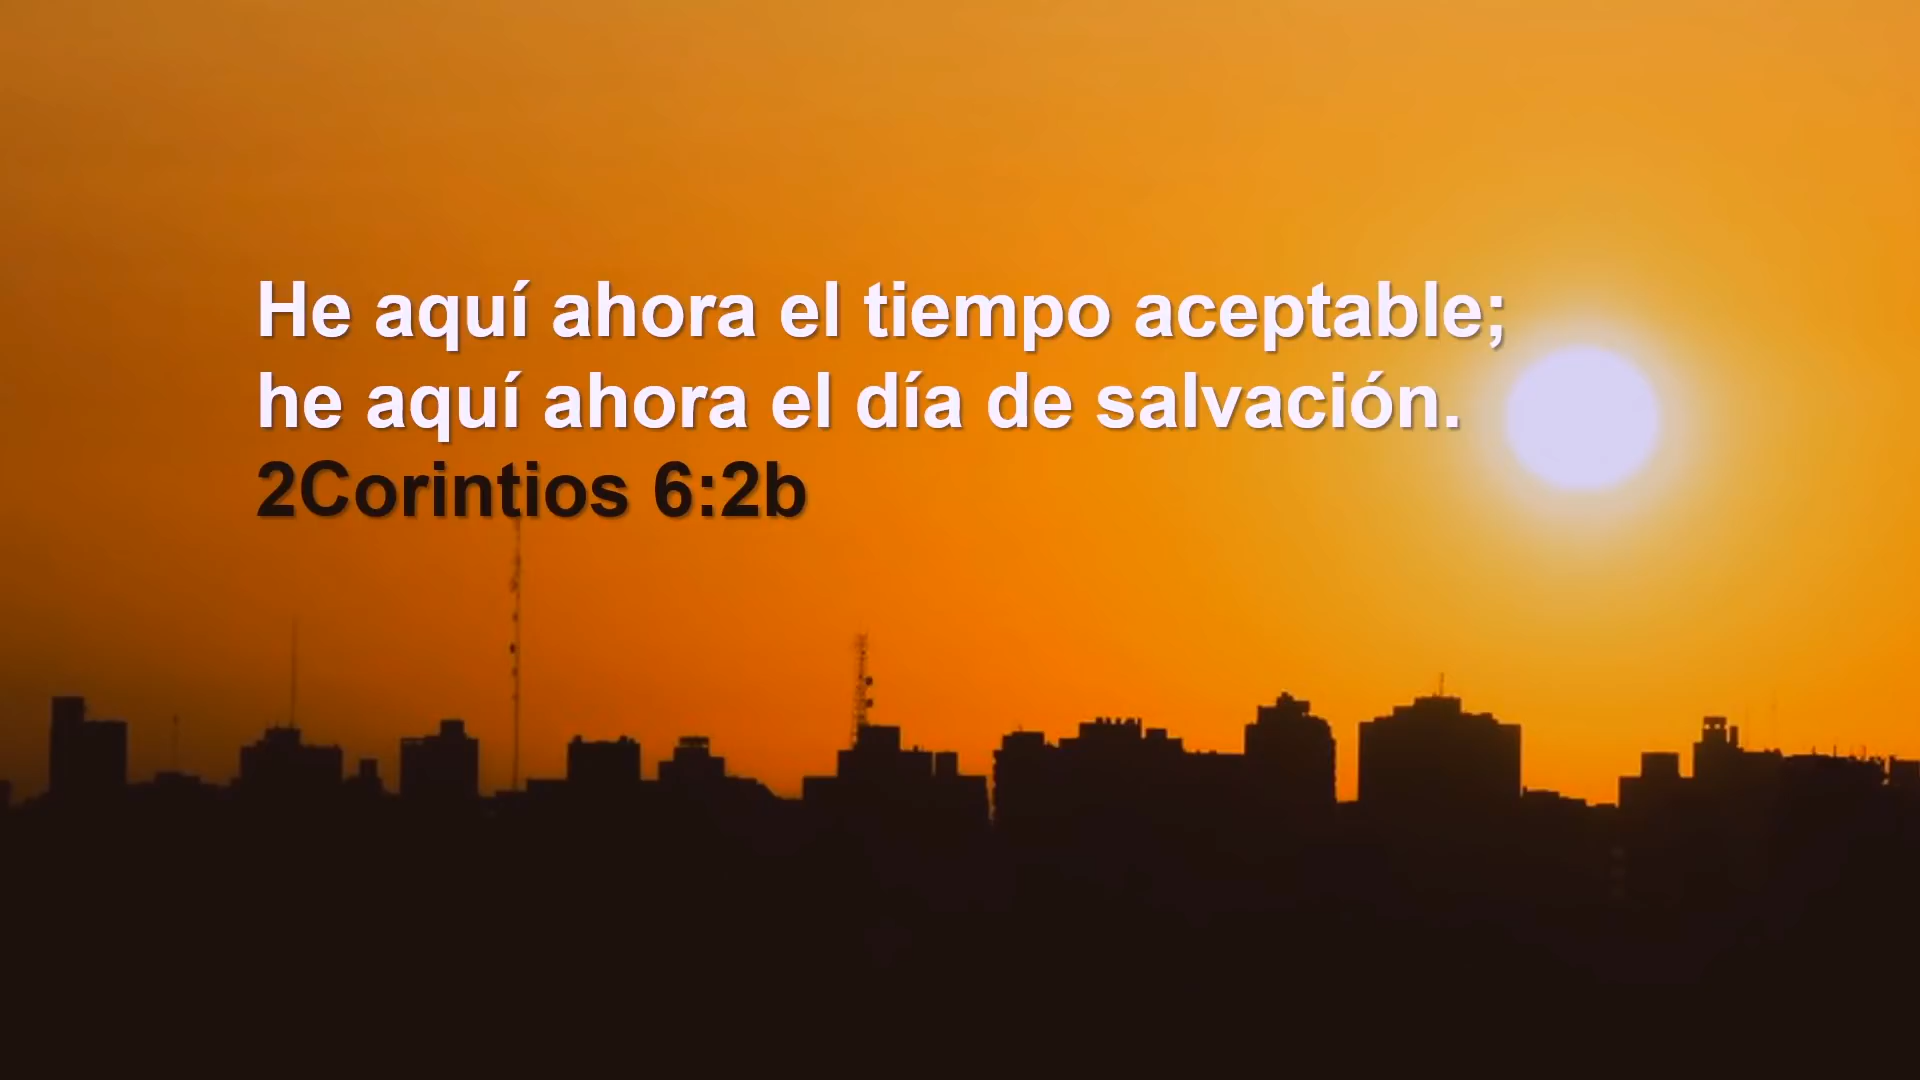 He aquí ahora el tiempo aceptable;
he aquí ahora el día de salvación.
2Corintios 6:2b